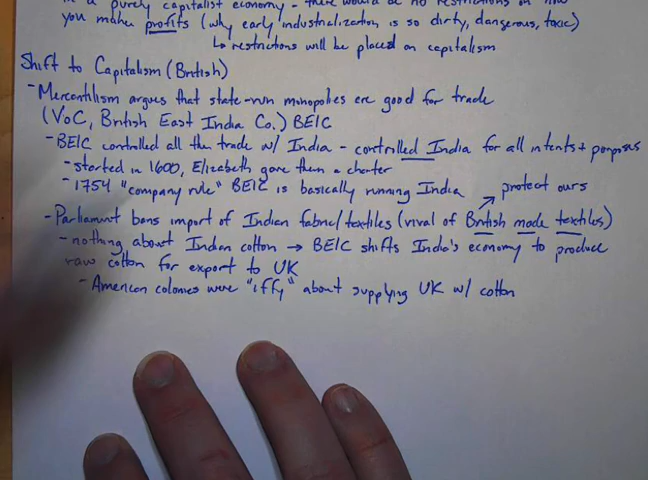 in a purely capitalist economy - there would be no restrictions on how
you make profits (why early industrialization is so dirty, dangerous, toxic)
↳ restrictions will be placed on capitalism
Shift to Capitalism (British)
- Mercantilism argues that state-run monopolies are good for trade
(VoC, British East India Co.) BEIC
- BEIC controlled all the trade w/ India - controlled India for all intents + purposes
- started in 1600, Elizabeth gave them a charter
- 1754 "company rule" BEIC is basically running India
protect ours
- Parliament bans import of Indian fabric/textiles (rival of British made textiles)
- nothing about Indian cotton → BEIC shifts India's economy to produce
raw cotton for export to UK
- American colonies were "iffy" about supplying UK w/ cotton